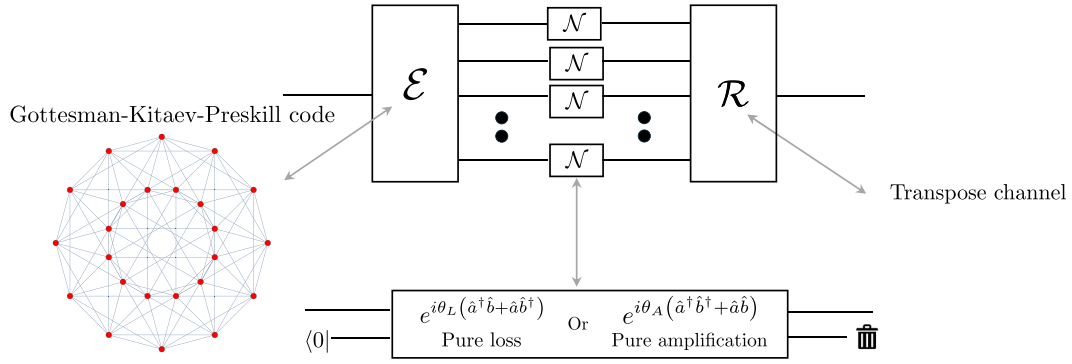 𝒩
𝒩
ℰ
𝒩
ℛ
Gottesman-Kitaev-Preskill code
𝒩
Transpose channel
e^{iθ_L(â†b̂+âb̂†)} Or e^{iθ_A(â†b̂†+âb̂)}
⟨0| Pure loss Pure amplification